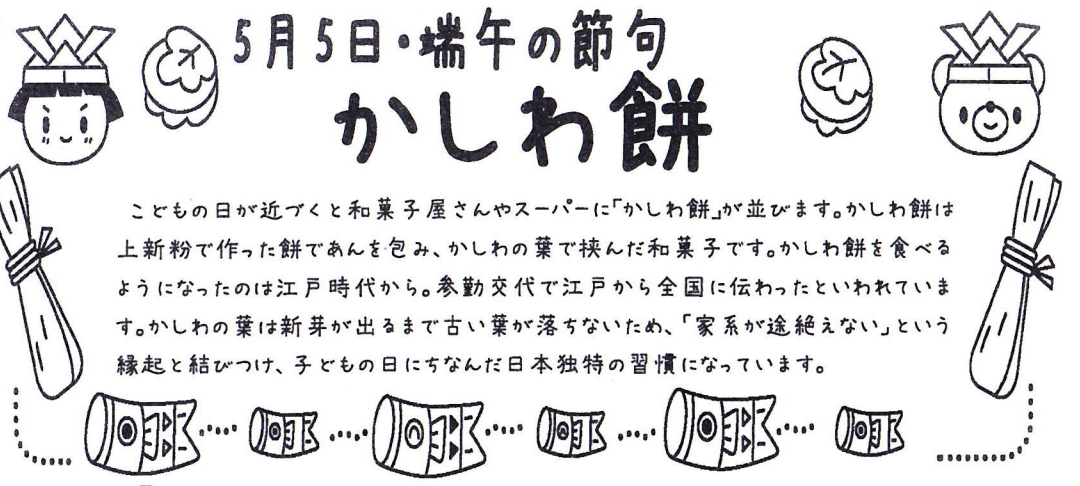 5月5日・端午の節句
かしわ餅
こどもの日が近づくと和菓子屋さんやスーパーに「かしわ餅」が並びます。かしわ餅は
上新粉で作った餅であんを包み、かしわの葉で挟んだ和菓子です。かしわ餅を食べる
ようになったのは江戸時代から。参勤交代で江戸から全国に伝わったといわれていま
す。かしわの葉は新芽が出るまで古い葉が落ちないため、「家系が途絶えない」という
縁起と結びつけ、子どもの日にちなんだ日本独特の習慣になっています。